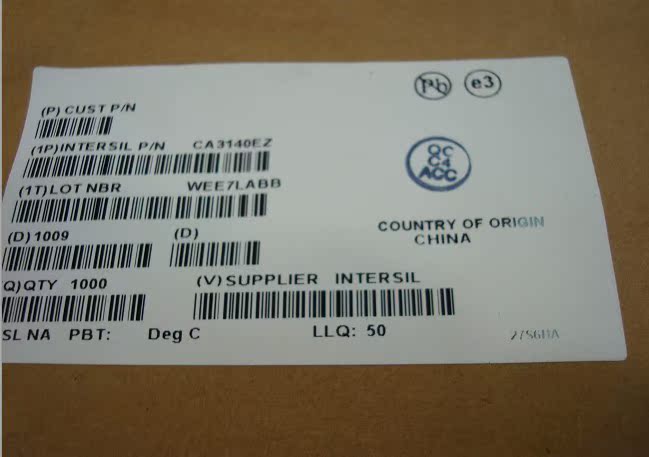 Pb e3
(P) CUST P/N
(1P)INTERSIL P/N CA3140EZ
QC
C4
ACC
(1T)LOT NBR WEE7LABB
(D)1009 (D)
COUNTRY OF ORIGIN
CHINA
Q)QTY 1000 (V)SUPPLIER INTERSIL
SL NA PBT: Deg C LLQ: 50